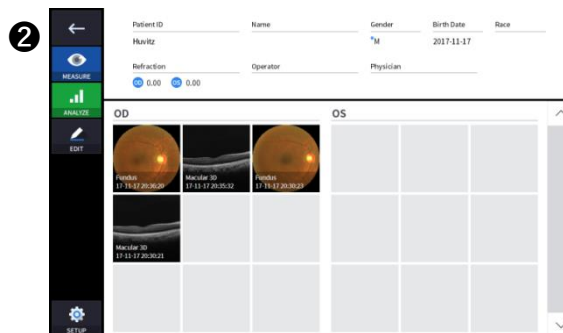 ❷
Patient ID Name Gender Birth Date Race
Huvitz *M 2017-11-17
Refraction Operator Physician
OD 0.00 OS 0.00
MEASURE
ANALYZE
EDIT
SETUP
OD OS
Fundus
17-11-17 20:36:20
Macular 3D
17-11-17 20:35:32
Fundus
17-11-17 20:30:23
Macular 3D
17-11-17 20:30:21